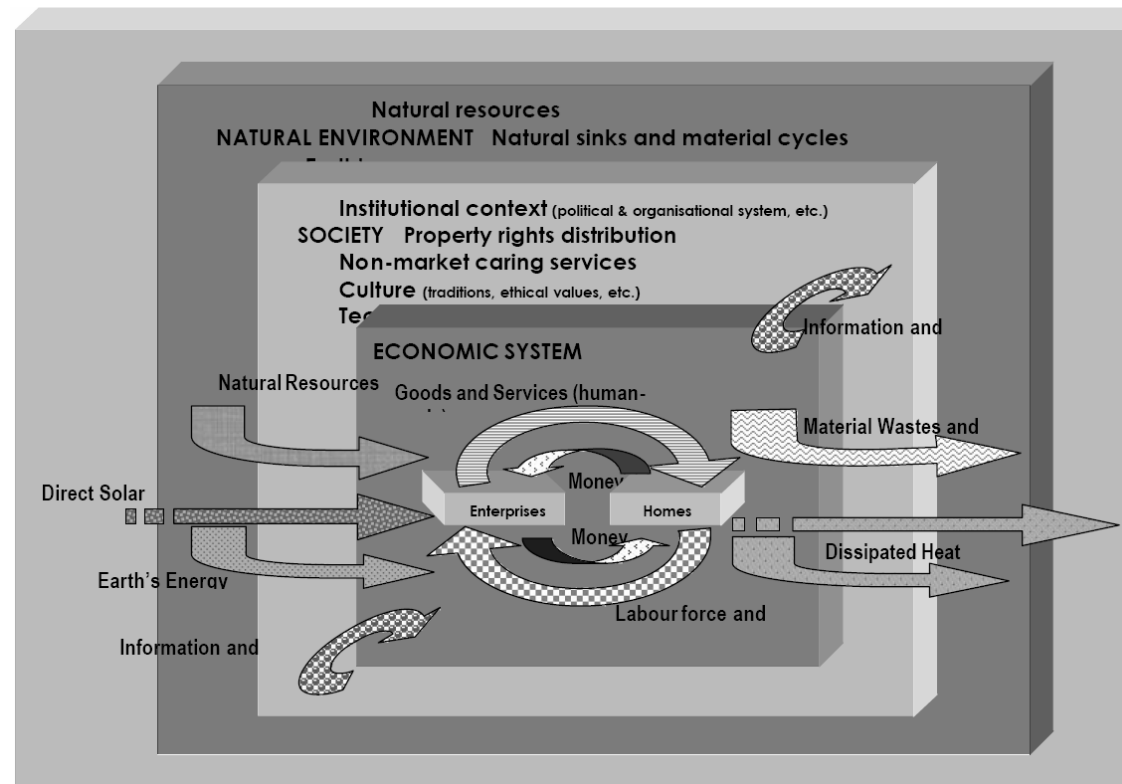 Natural resources
NATURAL ENVIRONMENT Natural sinks and material cycles
Institutional context (political & organisational system, etc.)
SOCIETY Property rights distribution
Non-market caring services
Culture (traditions, ethical values, etc.)
Information and
ECONOMIC SYSTEM
Natural Resources
Goods and Services (human-
Material Wastes and
Money
Direct Solar
Enterprises
Homes
Money
Dissipated Heat
Earth's Energy
Labour force and
Information and